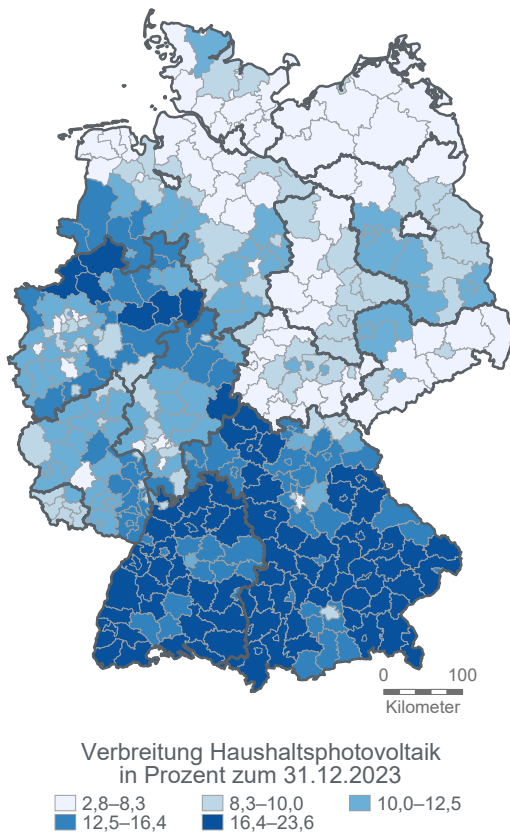 0 100
Kilometer
Verbreitung Haushaltsphotovoltaik
in Prozent zum 31.12.2023
2,8–8,3 8,3–10,0 10,0–12,5
12,5–16,4 16,4–23,6